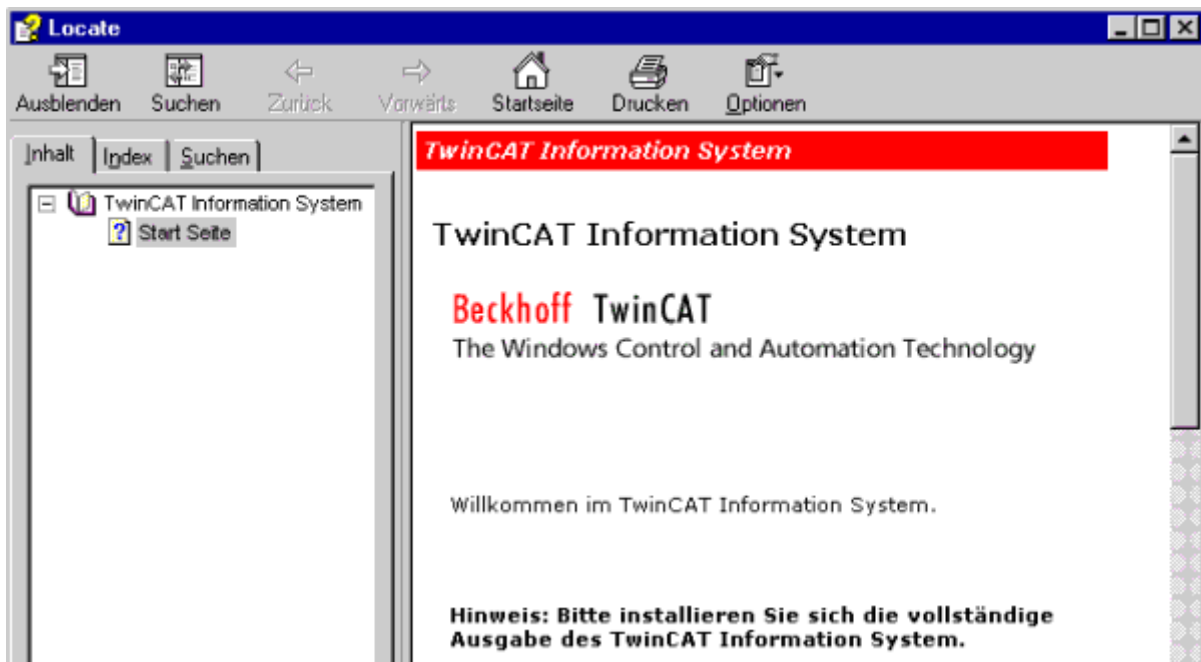 Locate
Ausblenden Suchen Zurück Vorwärts Startseite Drucken Optionen
Inhalt Index Suchen
TwinCAT Information System
Start Seite
TwinCAT Information System
TwinCAT Information System
Beckhoff TwinCAT
The Windows Control and Automation Technology
Willkommen im TwinCAT Information System.
Hinweis: Bitte installieren Sie sich die vollständige
Ausgabe des TwinCAT Information System.